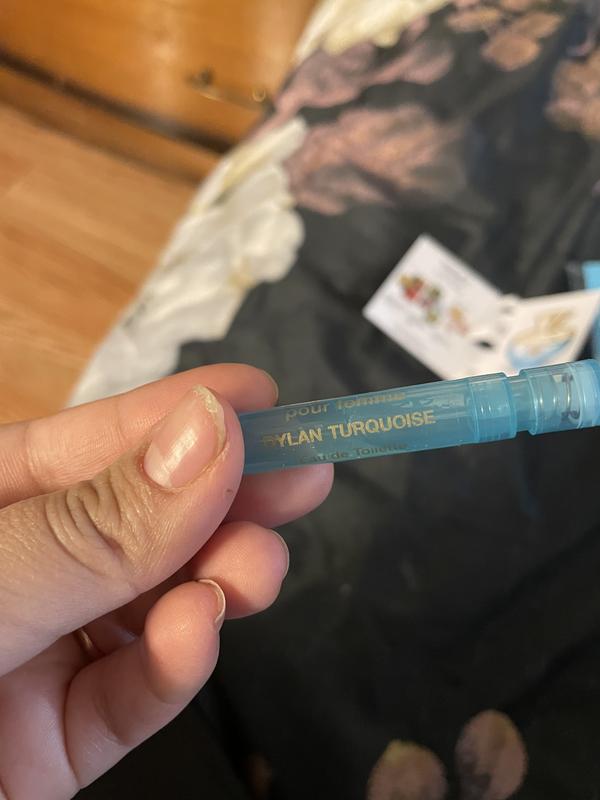 pour femme
DYLAN TURQUOISE
Eau de Toilette